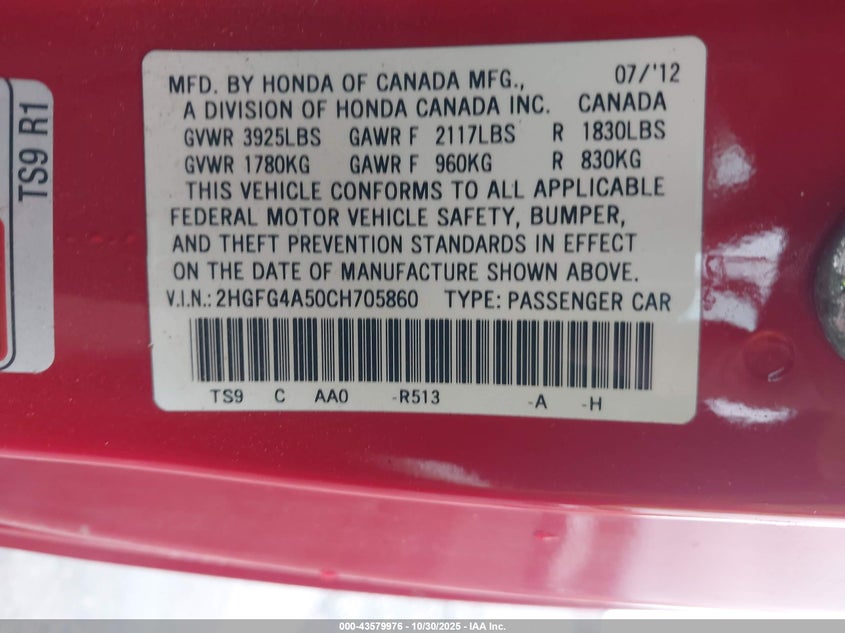 MFD. BY HONDA OF CANADA MFG., 07/'12
A DIVISION OF HONDA CANADA INC. CANADA
GVWR 3925LBS GAWR F 2117LBS R 1830LBS
GVWR 1780KG GAWR F 960KG R 830KG
THIS VEHICLE CONFORMS TO ALL APPLICABLE
FEDERAL MOTOR VEHICLE SAFETY, BUMPER,
AND THEFT PREVENTION STANDARDS IN EFFECT
ON THE DATE OF MANUFACTURE SHOWN ABOVE.
V.I.N.: 2HGFG4A50CH705860 TYPE: PASSENGER CAR
TS9 C AA0 -R513 -A -H
TS9 R1
000-43579976 - 10/30/2025 - IAA Inc.